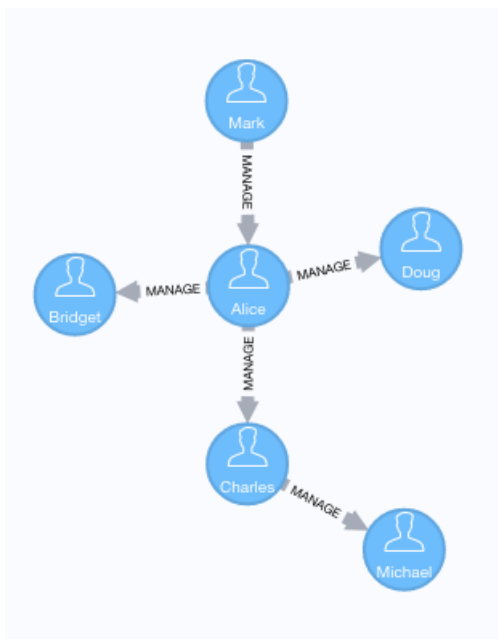 Mark
MANAGE
Doug
MANAGE
MANAGE
Alice
Bridget
MANAGE
Charles
MANAGE
Michael